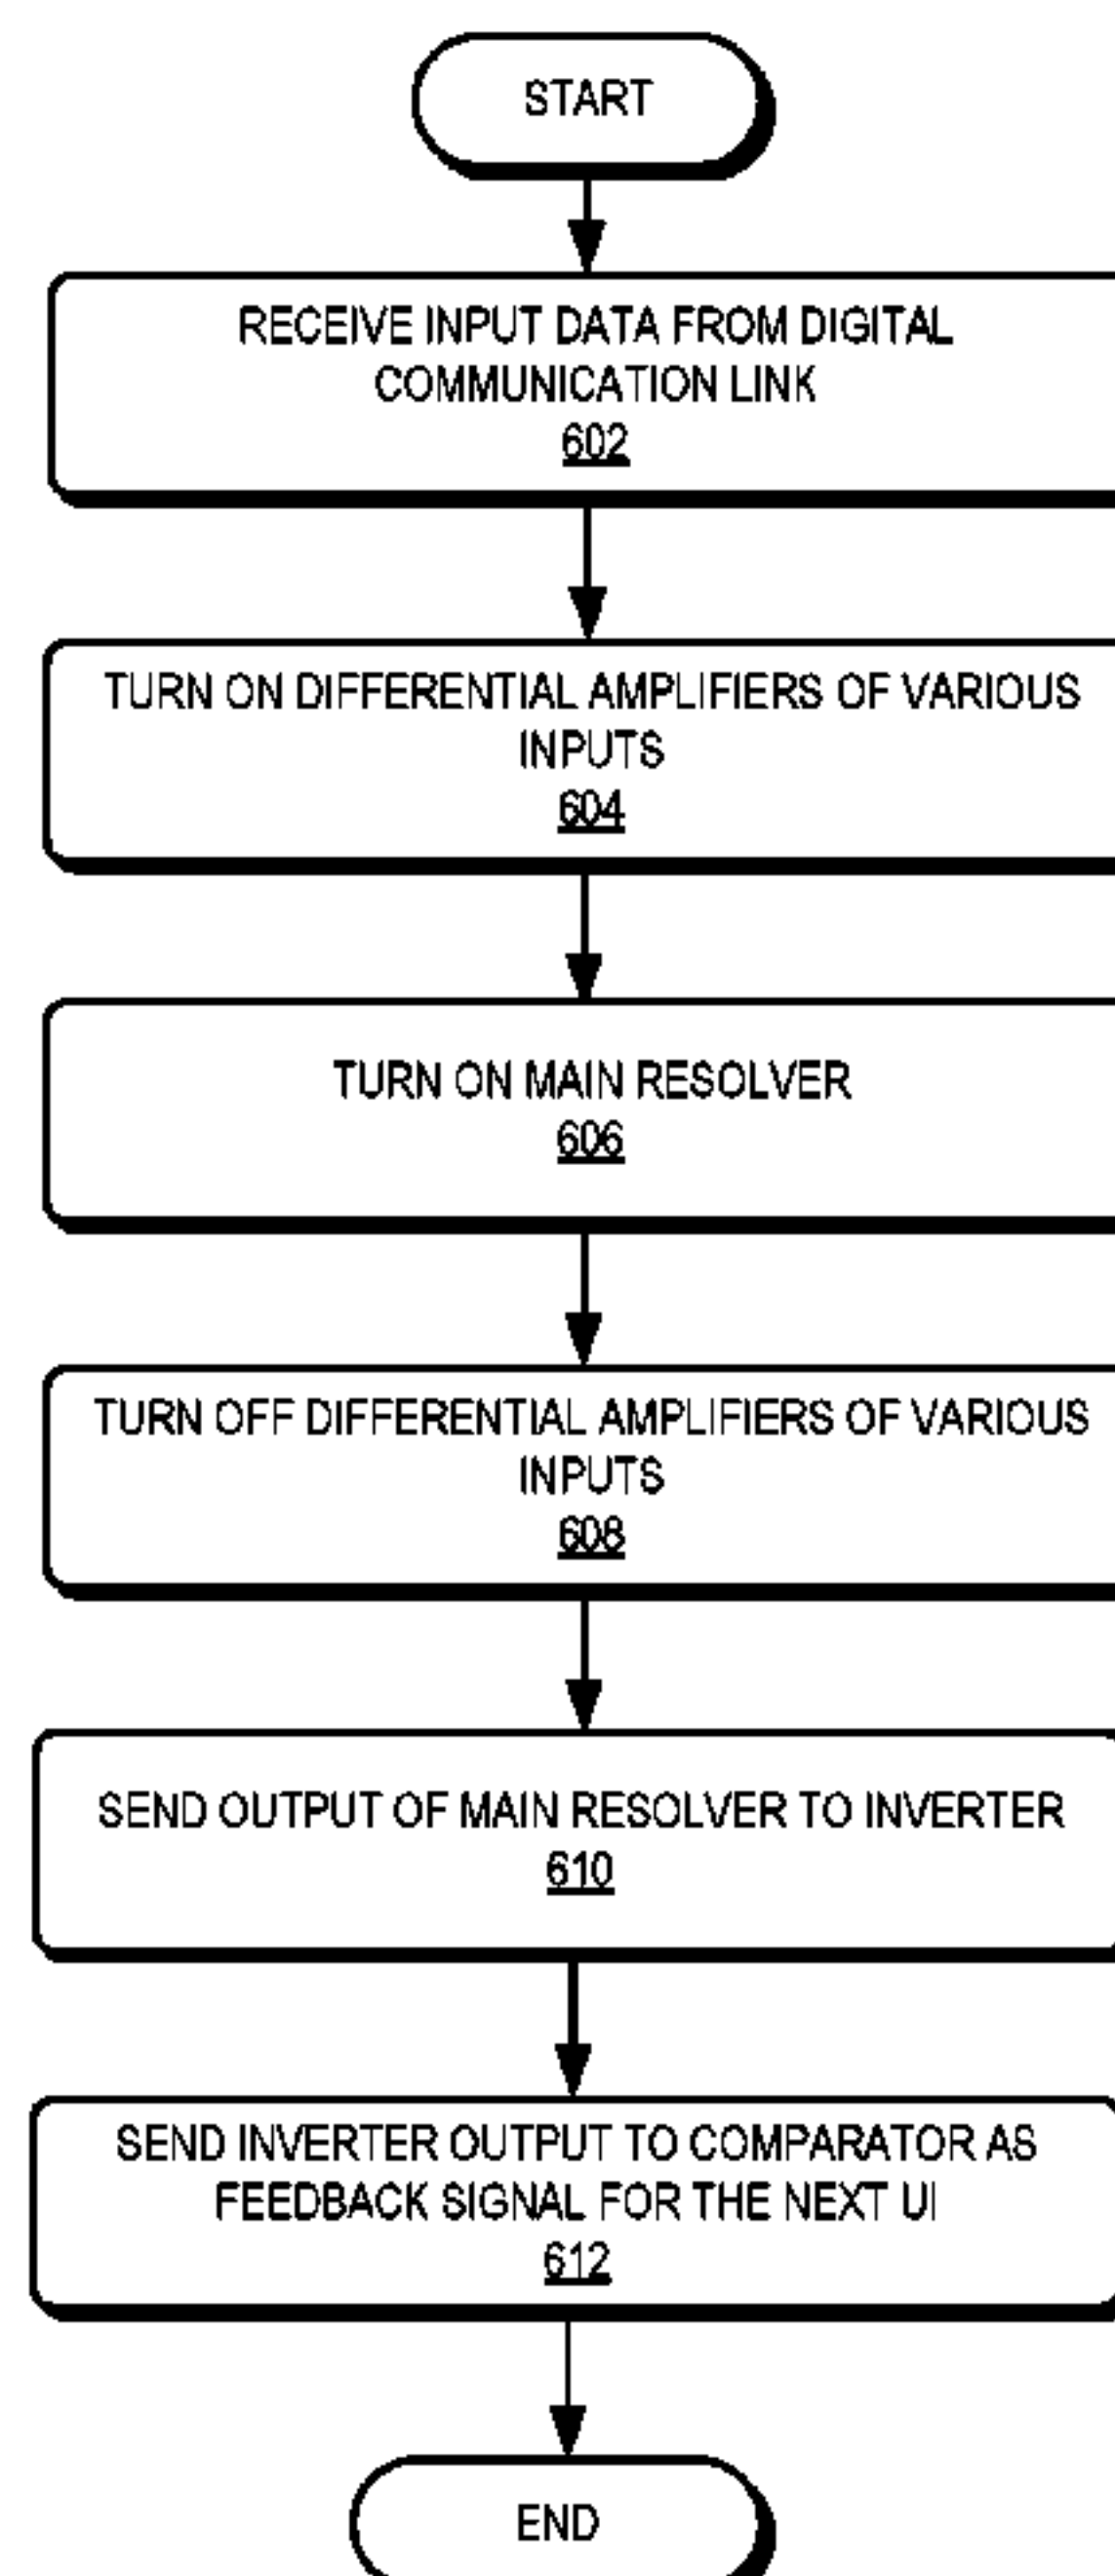 START
RECEIVE INPUT DATA FROM DIGITAL
COMMUNICATION LINK
602
TURN ON DIFFERENTIAL AMPLIFIERS OF VARIOUS
INPUTS
604
TURN ON MAIN RESOLVER
606
TURN OFF DIFFERENTIAL AMPLIFIERS OF VARIOUS
INPUTS
608
SEND OUTPUT OF MAIN RESOLVER TO INVERTER
610
SEND INVERTER OUTPUT TO COMPARATOR AS
FEEDBACK SIGNAL FOR THE NEXT UI
612
END